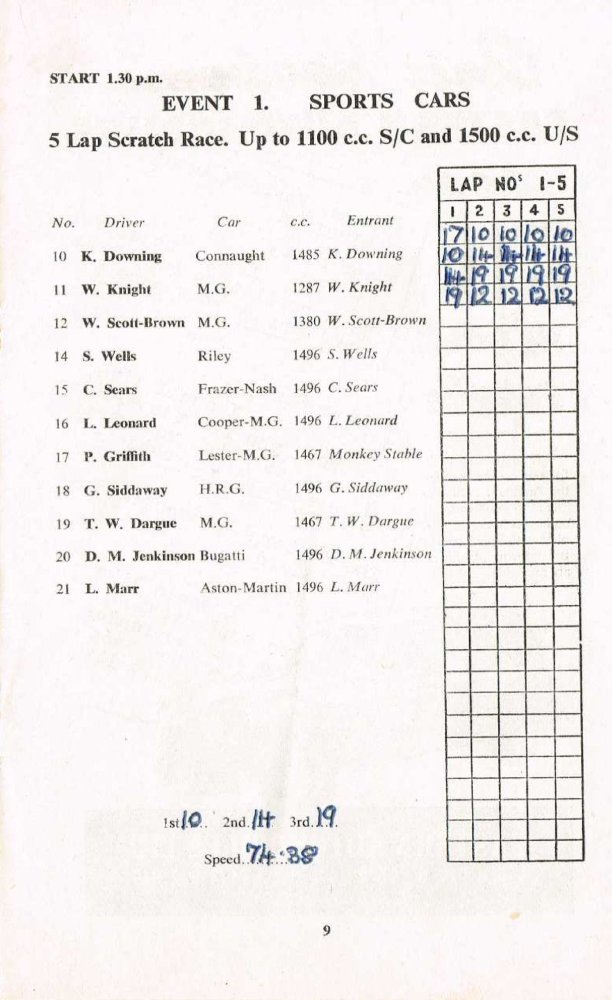 START 1.30 p.m.
EVENT 1. SPORTS CARS
5 Lap Scratch Race. Up to 1100 c.c. S/C and 1500 c.c. U/S
LAP NOˢ 1-5
1 2 3 4 5
17 10 10 10 10
10 14 14 14 14
14 19 19 19 19
19 12 12 12 12
No. Driver Car c.c. Entrant
10 K. Downing Connaught 1485 K. Downing
11 W. Knight M.G. 1287 W. Knight
12 W. Scott-Brown M.G. 1380 W. Scott-Brown
14 S. Wells Riley 1496 S. Wells
15 C. Sears Frazer-Nash 1496 C. Sears
16 L. Leonard Cooper-M.G. 1496 L. Leonard
17 P. Griffith Lester-M.G. 1467 Monkey Stable
18 G. Siddaway H.R.G. 1496 G. Siddaway
19 T. W. Dargue M.G. 1467 T. W. Dargue
20 D. M. Jenkinson Bugatti 1496 D. M. Jenkinson
21 L. Marr Aston-Martin 1496 L. Marr
1st 10 2nd. 14 3rd. 19
Speed 74.38
9